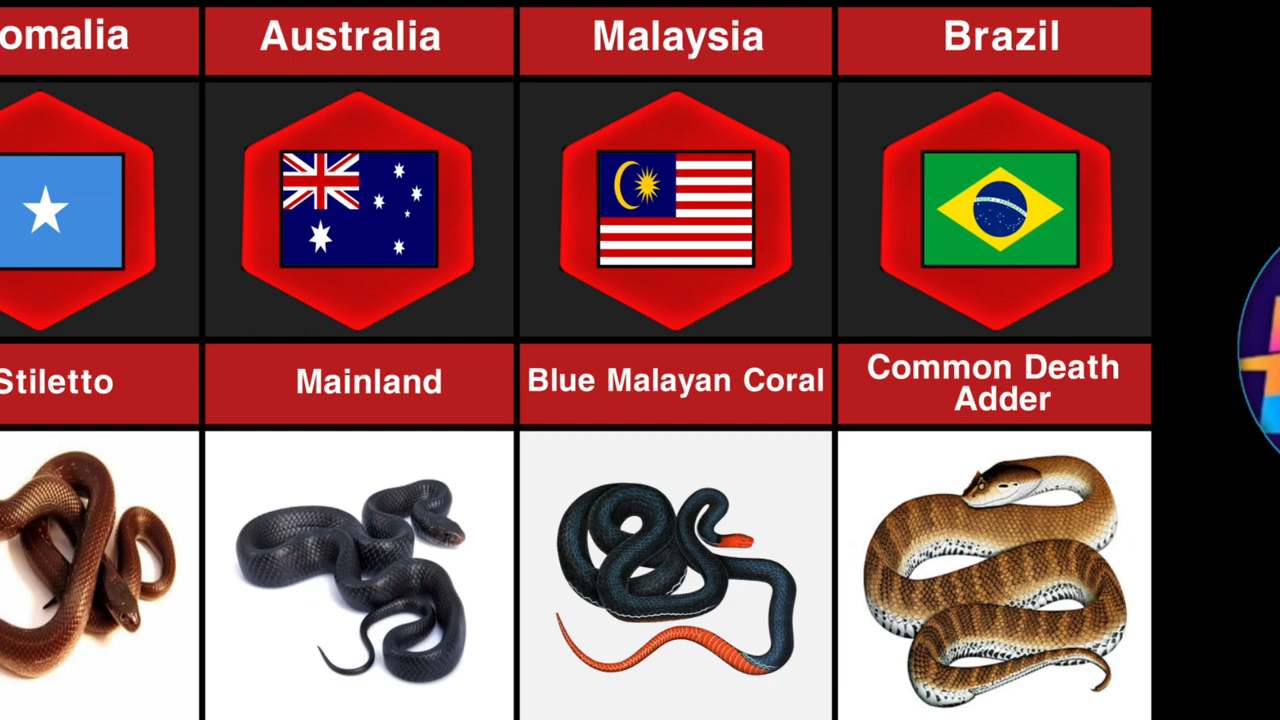 omalia
Australia
Malaysia
Brazil
Stiletto
Mainland
Blue Malayan Coral
Common Death
Adder